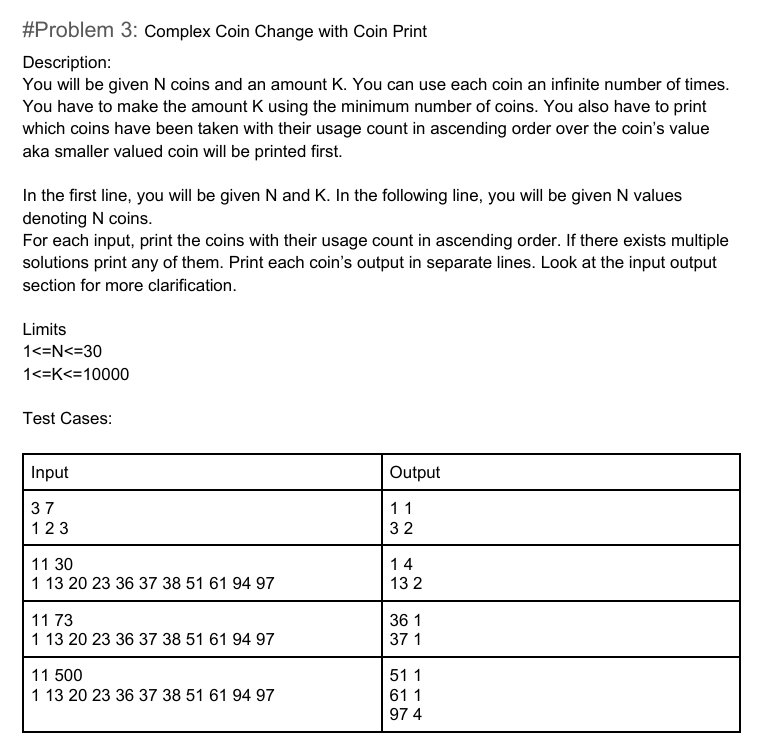 #Problem 3: Complex Coin Change with Coin Print
Description:
You will be given N coins and an amount K. You can use each coin an infinite number of times.
You have to make the amount K using the minimum number of coins. You also have to print
which coins have been taken with their usage count in ascending order over the coin's value
aka smaller valued coin will be printed first.
In the first line, you will be given N and K. In the following line, you will be given N values
denoting N coins.
For each input, print the coins with their usage count in ascending order. If there exists multiple
solutions print any of them. Print each coin's output in separate lines. Look at the input output
section for more clarification.
Limits
1<=N<=30
1<=K<=10000
Test Cases:
Input
Output
3 7
1 2 3
1 1
3 2
11 30
1 13 20 23 36 37 38 51 61 94 97
1 4
13 2
11 73
1 13 20 23 36 37 38 51 61 94 97
36 1
37 1
11 500
1 13 20 23 36 37 38 51 61 94 97
51 1
61 1
97 4